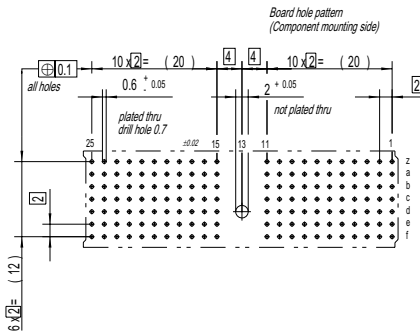 Board hole pattern
(Component mounting side)
10 x 2 = ( 20 ) 4 4 10 x 2 = ( 20 )
⌖ 0.1
all holes
0.6 + - 0.05
2 + 0.05
2
plated thru
drill hole 0.7
not plated thru
25 ±0.02 15 13 11 1
z
a
b
c
d
e
f
2
6 x 2 = ( 12 )